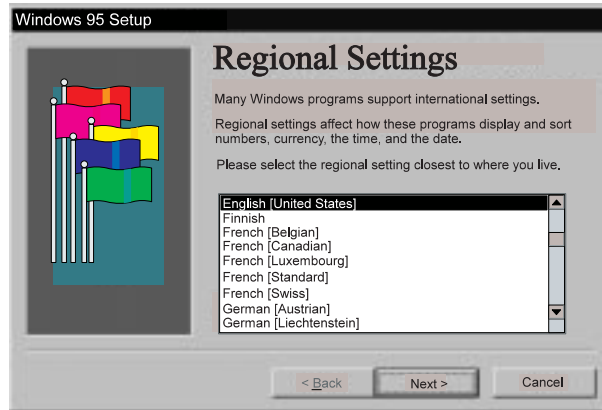 Windows 95 Setup
Regional Settings
Many Windows programs support international settings.
Regional settings affect how these programs display and sort
numbers, currency, the time, and the date.
Please select the regional setting closest to where you live.
English [United States]
Finnish
French [Belgian]
French [Canadian]
French [Luxembourg]
French [Standard]
French [Swiss]
German [Austrian]
German [Liechtenstein]
< Back
Next >
Cancel